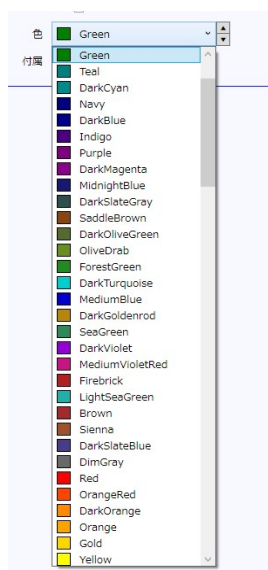 色 Green
付属
Green
Teal
DarkCyan
Navy
DarkBlue
Indigo
Purple
DarkMagenta
MidnightBlue
DarkSlateGray
SaddleBrown
DarkOliveGreen
OliveDrab
ForestGreen
DarkTurquoise
MediumBlue
DarkGoldenrod
SeaGreen
DarkViolet
MediumVioletRed
Firebrick
LightSeaGreen
Brown
Sienna
DarkSlateBlue
DimGray
Red
OrangeRed
DarkOrange
Orange
Gold
Yellow